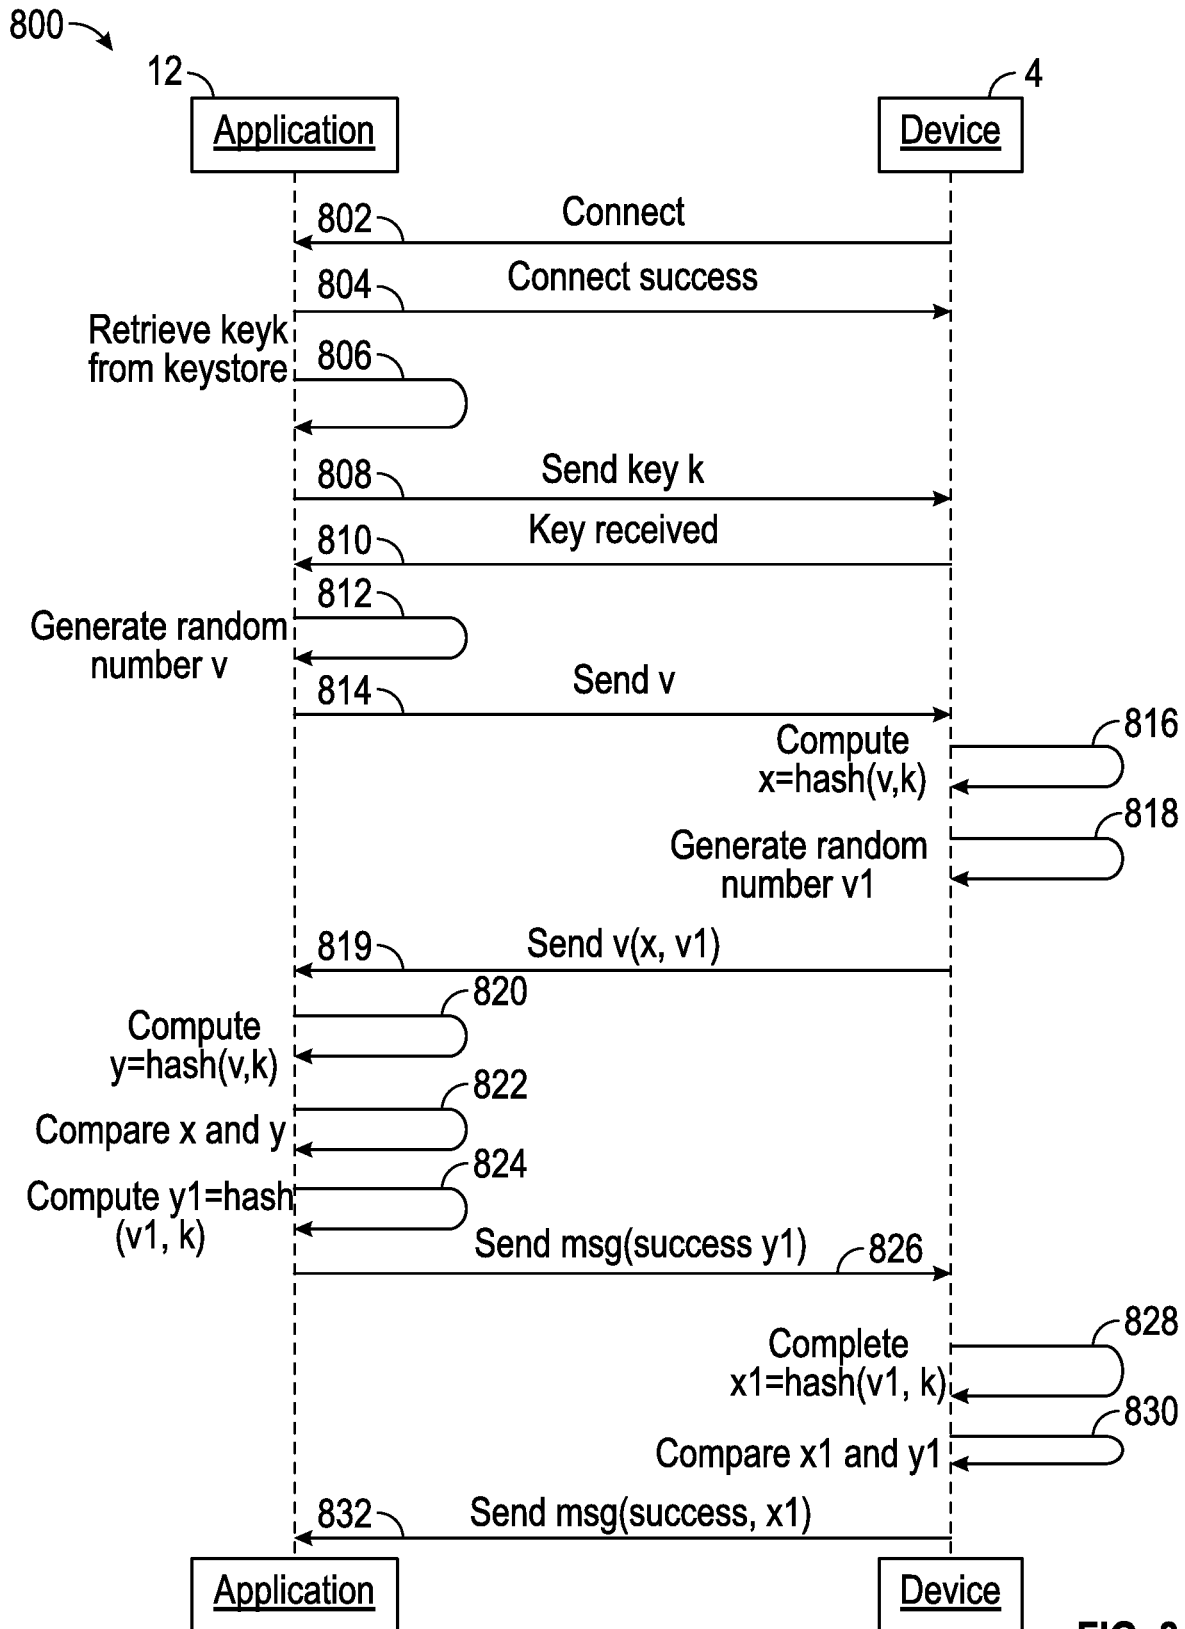 800
12
4
Application
Device
802
Connect
804
Connect success
Retrieve keyk
from keystore
806
808
Send key k
810
Key received
812
Generate random
number v
814
Send v
Compute
x=hash(v,k)
816
Generate random
number v1
818
819
Send v(x, v1)
820
Compute
y=hash(v,k)
822
Compare x and y
824
Compute y1=hash
(v1, k)
Send msg(success y1)
826
Complete
x1=hash(v1, k)
828
830
Compare x1 and y1
832
Send msg(success, x1)
Application
Device